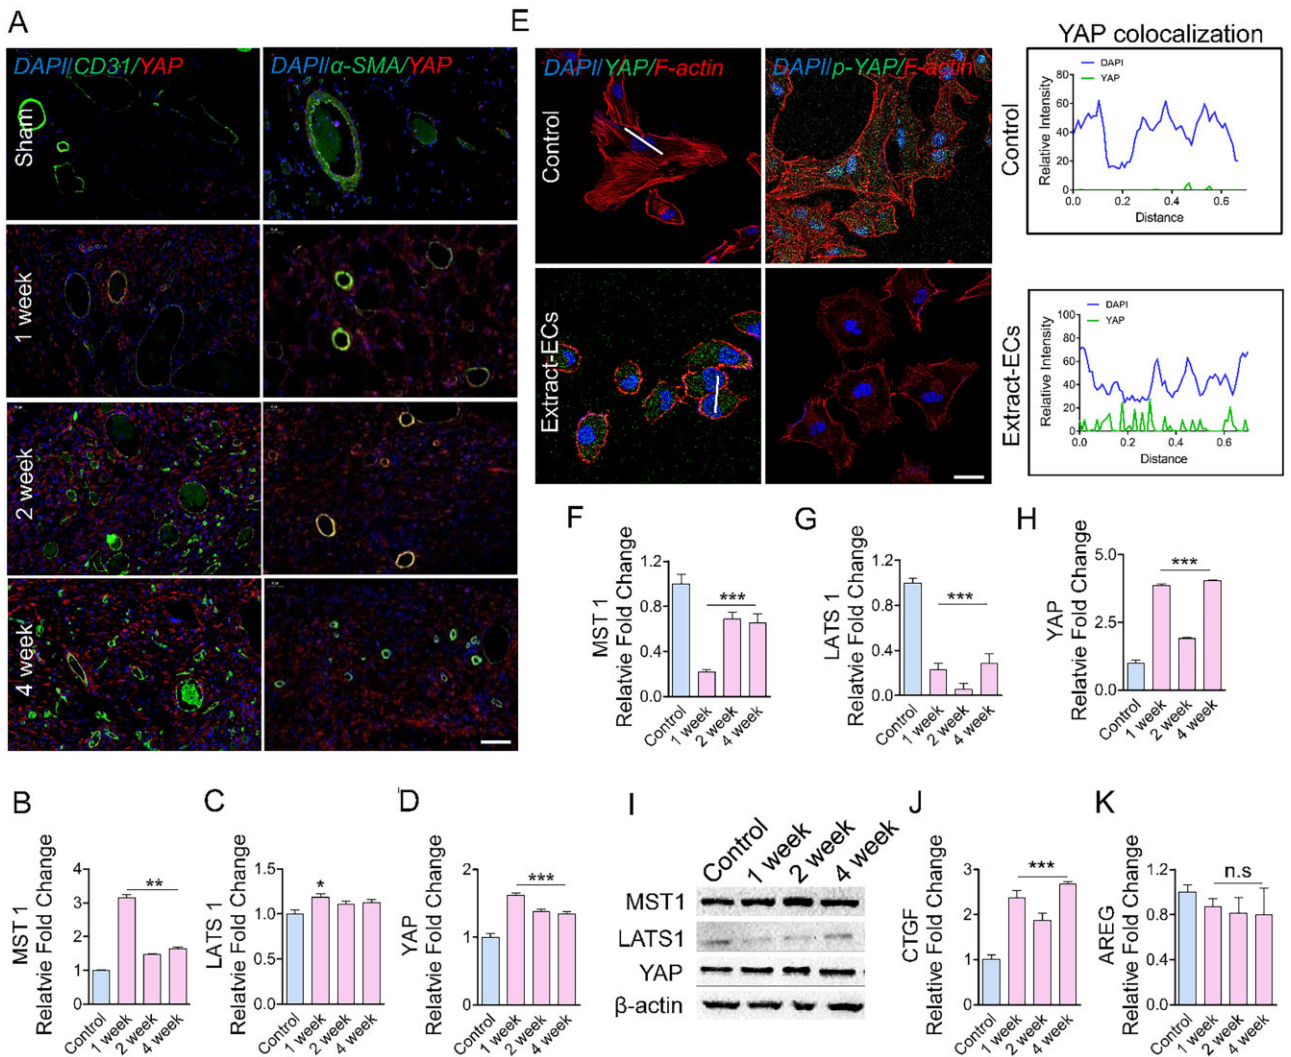 A
DAPI/CD31/YAP
DAPI/α-SMA/YAP
Sham
1 week
2 week
4 week
E
DAPI/YAP/F-actin
DAPI/p-YAP/F-actin
Control
Extract-ECs
YAP colocalization
Control
Relative Intensity
80
60
40
20
0
DAPI
YAP
0.0 0.2 0.4 0.6
Distance
Extract-ECs
Relative Intensity
100
80
60
40
20
0
DAPI
YAP
0.0 0.2 0.4 0.6
Distance
F
MST 1
Relatvie Fold Change
1.2
0.8
0.4
0.0
***
Control 1 week 2 week 4 week
G
LATS 1
Relatvie Fold Change
1.2
0.8
0.4
0.0
***
Control 1 week 2 week 4 week
H
YAP
Relatvie Fold Change
5.0
2.5
0.0
***
Control 1 week 2 week 4 week
B
MST 1
Relatvie Fold Change
4
3
2
1
0
**
Control 1 week 2 week 4 week
C
LATS 1
Relatvie Fold Change
1.5
1.0
0.5
0.0
*
Control 1 week 2 week 4 week
D
YAP
Relatvie Fold Change
2
1
0
***
Control 1 week 2 week 4 week
I
Control 1 week 2 week 4 week
MST1
LATS1
YAP
β-actin
J
CTGF
Relatvie Fold Change
3
2
1
0
***
Control 1 week 2 week 4 week
K
AREG
Relatvie Fold Change
1.2
0.8
0.4
0.0
n.s
Control 1 week 2 week 4 week